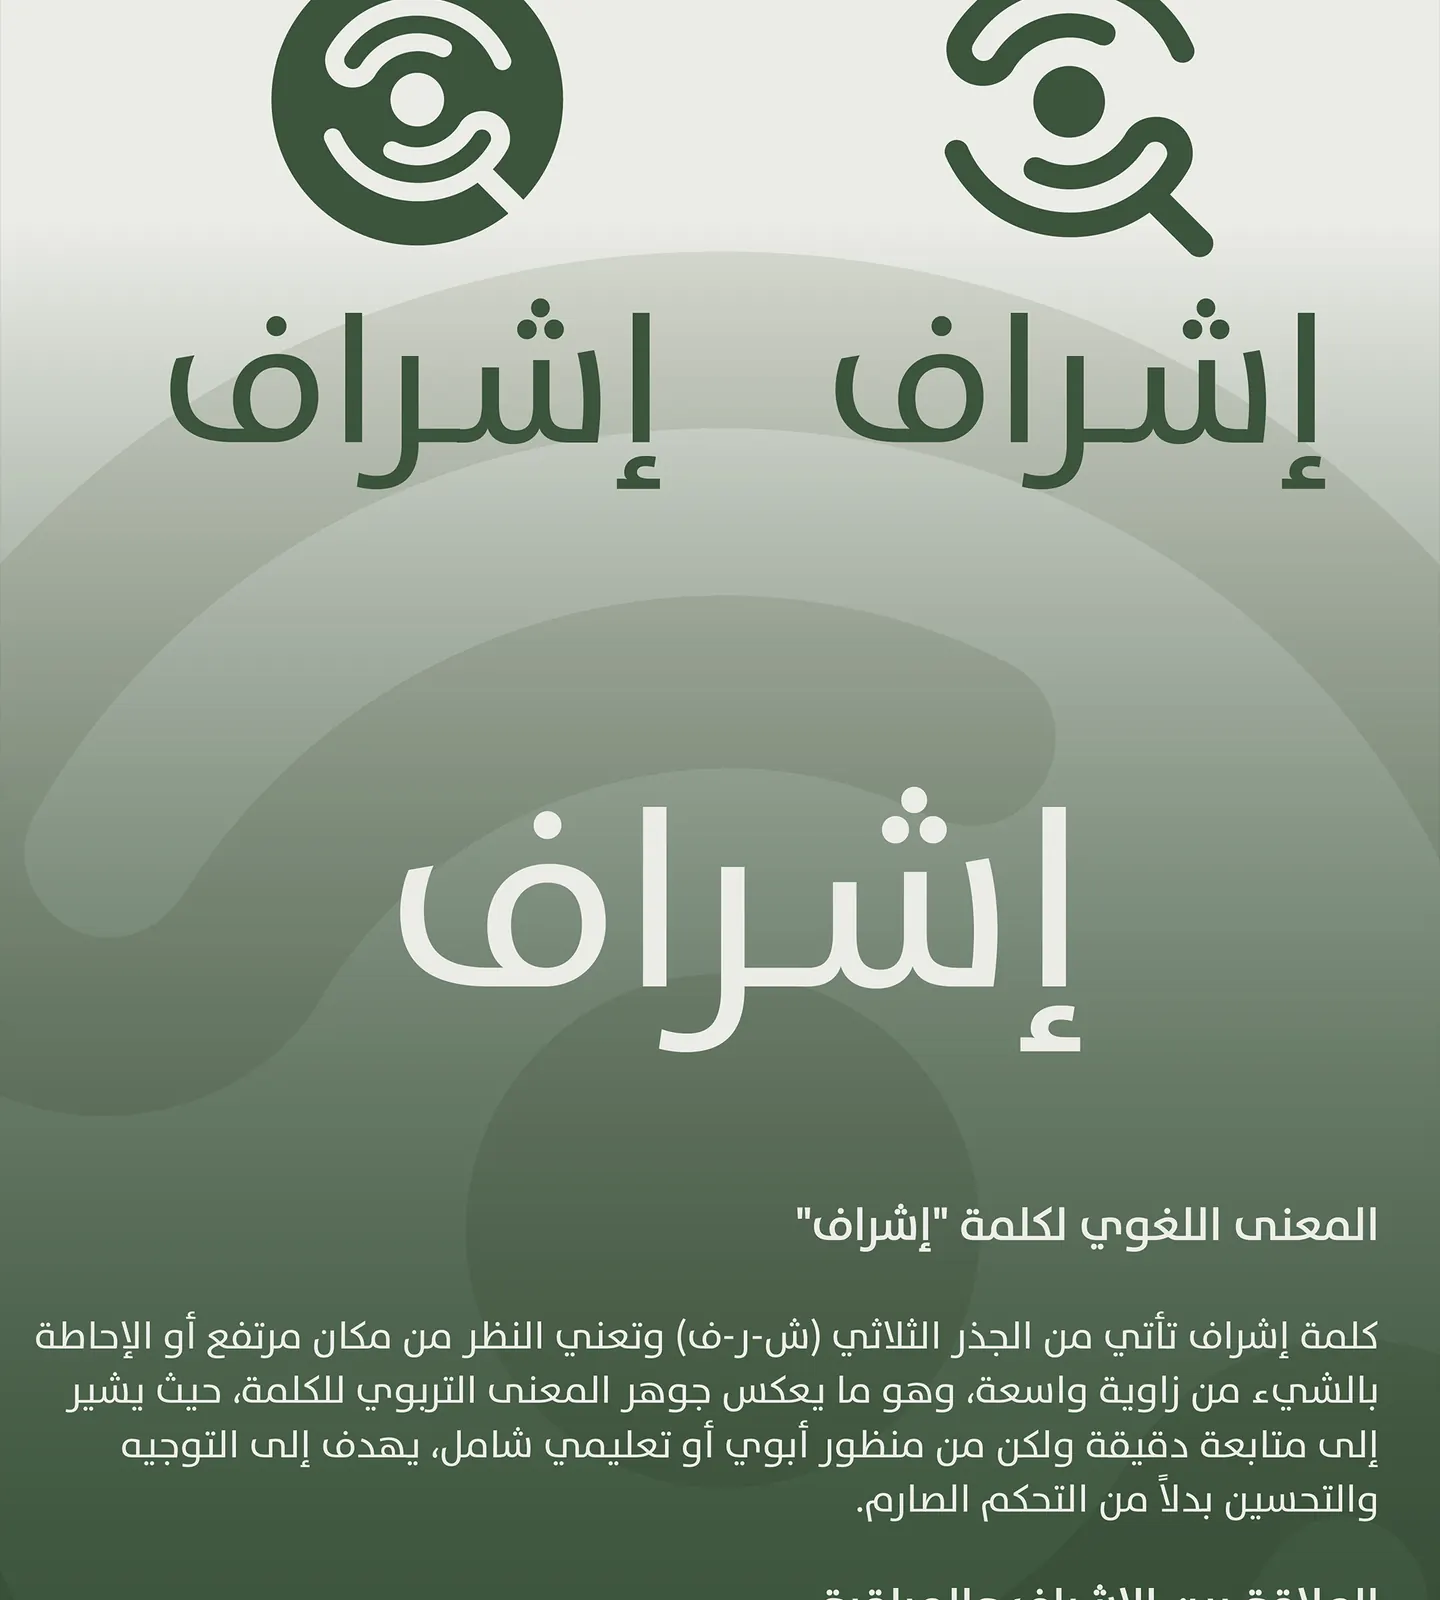 إشراف
إشراف
إشراف
المعنى اللغوي لكلمة "إشراف"
كلمة إشراف تأتي من الجذر الثلاثي (ش-ر-ف) وتعني النظر من مكان مرتفع أو الإحاطة
بالشيء من زاوية واسعة، وهو ما يعكس جوهر المعنى التربوي للكلمة، حيث يشير
إلى متابعة دقيقة ولكن من منظور أبوي أو تعليمي شامل، يهدف إلى التوجيه
والتحسين بدلاً من التحكم الصارم.